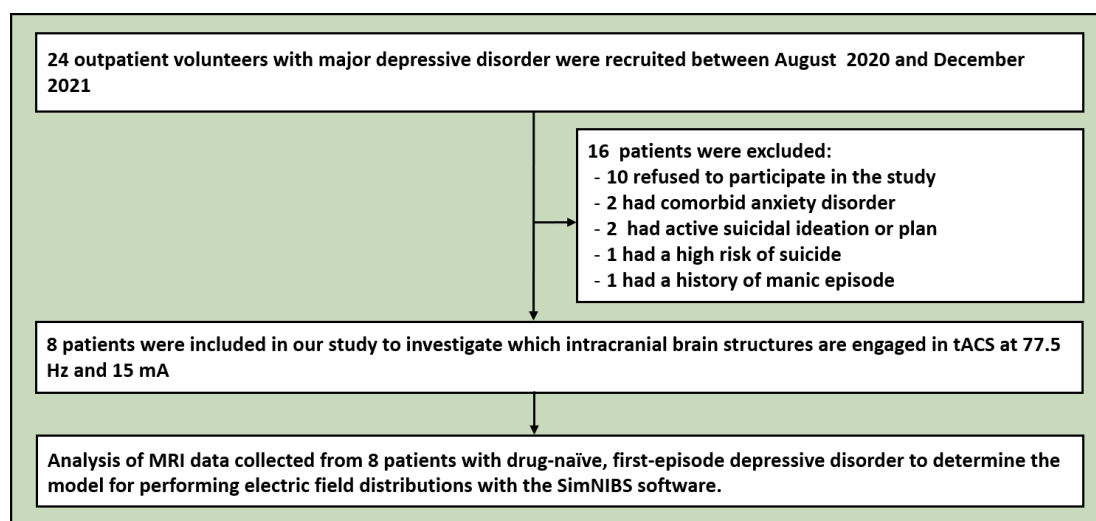 24 outpatient volunteers with major depressive disorder were recruited between August 2020 and December
2021
16 patients were excluded:
- 10 refused to participate in the study
- 2 had comorbid anxiety disorder
- 2 had active suicidal ideation or plan
- 1 had a high risk of suicide
- 1 had a history of manic episode
8 patients were included in our study to investigate which intracranial brain structures are engaged in tACS at 77.5
Hz and 15 mA
Analysis of MRI data collected from 8 patients with drug-naïve, first-episode depressive disorder to determine the
model for performing electric field distributions with the SimNIBS software.